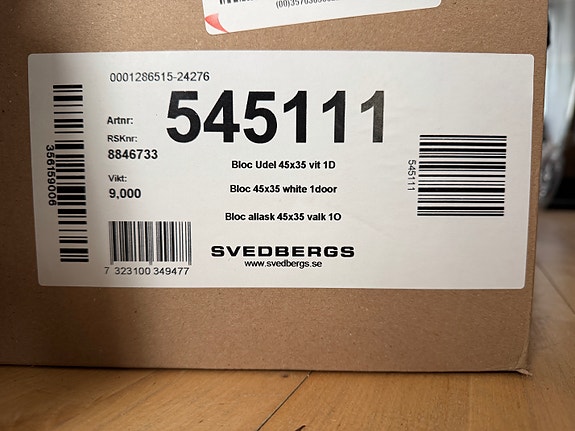 0001286515-24276
Artnr:
545111
RSKnr:
8846733
Vikt:
9,000
Bloc Udel 45x35 vit 1D
Bloc 45x35 white 1door
Bloc allask 45x35 valk 1O
SVEDBERGS
www.svedbergs.se
7 323100 349477
356159006
545111